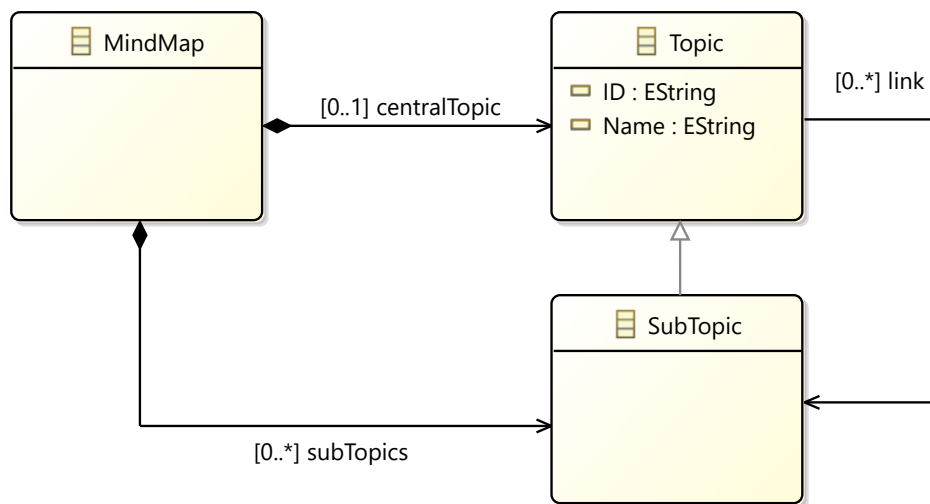 MindMap
Topic
ID : EString
Name : EString
[0..1] centralTopic
[0..*] link
SubTopic
[0..*] subTopics